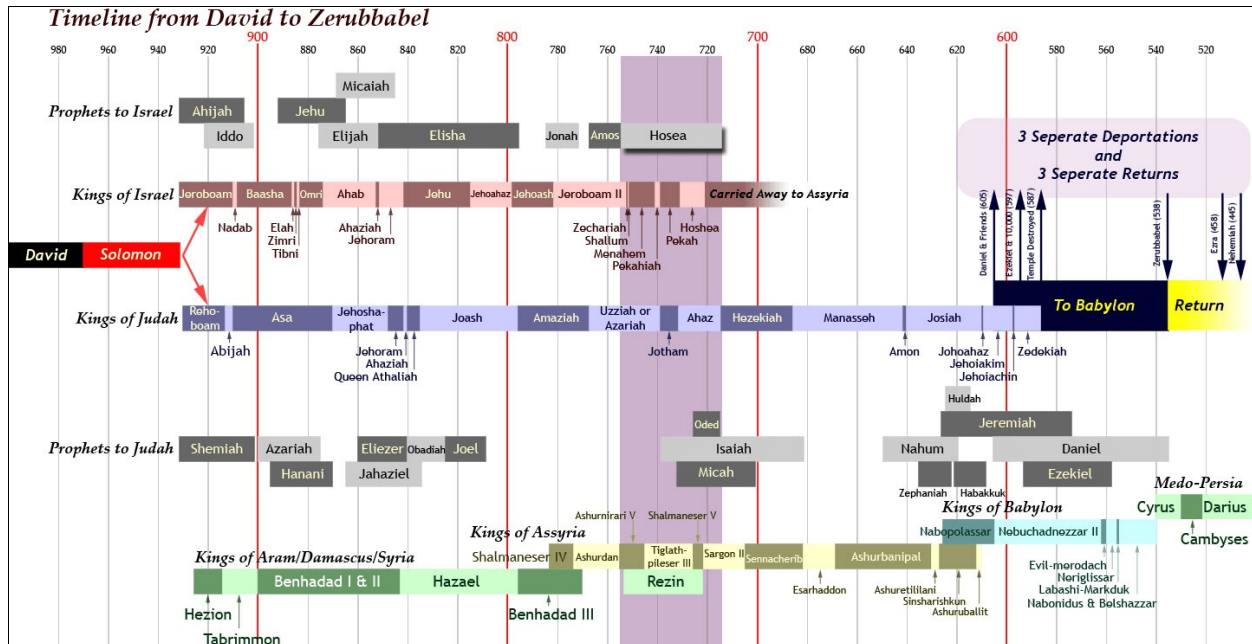 Timeline from David to Zerubbabel
980 960 940 920 900 880 860 840 820 800 780 760 740 720 700 680 660 640 620 600 580 560 540 520
Micaiah
Prophets to Israel Ahijah Jehu
Iddo Elijah Elisha Jonah Amos Hosea
3 Seperate Deportations
and
3 Seperate Returns
Daniel & Friends (605)
Ezekiel & 10,000 (597)
Temple Destroyed (587)
Zerubbabel (538)
Ezra (458)
Nehemiah (445)
Kings of Israel Jeroboam Baasha Omri Ahab Jehu Jehoahaz Jehoash Jeroboam II Carried Away to Assyria
Nadab Elah Ahaziah Zechariah Hoshea
Zimri Jehoram Shallum Pekah
Tibni Menahem
Pekahiah
David Solomon
To Babylon Return
Kings of Judah Reho-
boam Asa Jehosha-
phat Joash Amaziah Uzziah or
Azariah Ahaz Hezekiah Manasseh Josiah
Abijah Jehoram Jotham Amon Johoahaz Zedekiah
Ahaziah Jehoiakim
Queen Athaliah Jehoiachin
Huldah
Oded Jeremiah
Prophets to Judah Shemiah Azariah Eliezer Obadiah Joel Isaiah Nahum Daniel
Hanani Jahaziel Micah Zephaniah Habakkuk Ezekiel
Medo-Persia
Cyrus Darius
Cambyses
Kings of Babylon
Nabopolassar Nebuchadnezzar II
Evil-merodach
Neriglissar
Labashi-Markduk
Nabonidus & Belshazzar
Ashurnirari V Shalmaneser V
Kings of Assyria
Shalmaneser IV Ashurdan Tiglath-
pileser III Sargon II Sennacherib Ashurbanipal
Esarhaddon Ashuretililani
Sinsharishkun
Ashuruballit
Kings of Aram/Damascus/Syria
Benhadad I & II Hazael Rezin
Hezion Benhadad III
Tabrimmon